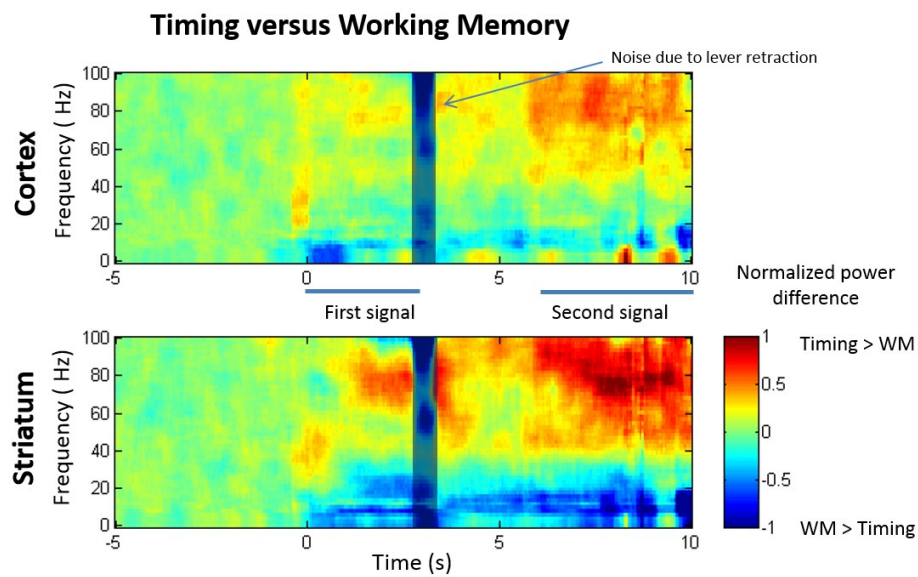 Timing versus Working Memory
Noise due to lever retraction
Cortex
Frequency ( Hz)
100
80
60
40
20
0
-5
0
5
10
First signal
Second signal
Normalized power
difference
Striatum
Frequency ( Hz)
100
80
60
40
20
0
-5
0
5
10
Time (s)
1
0.5
0
-0.5
-1
Timing > WM
WM > Timing